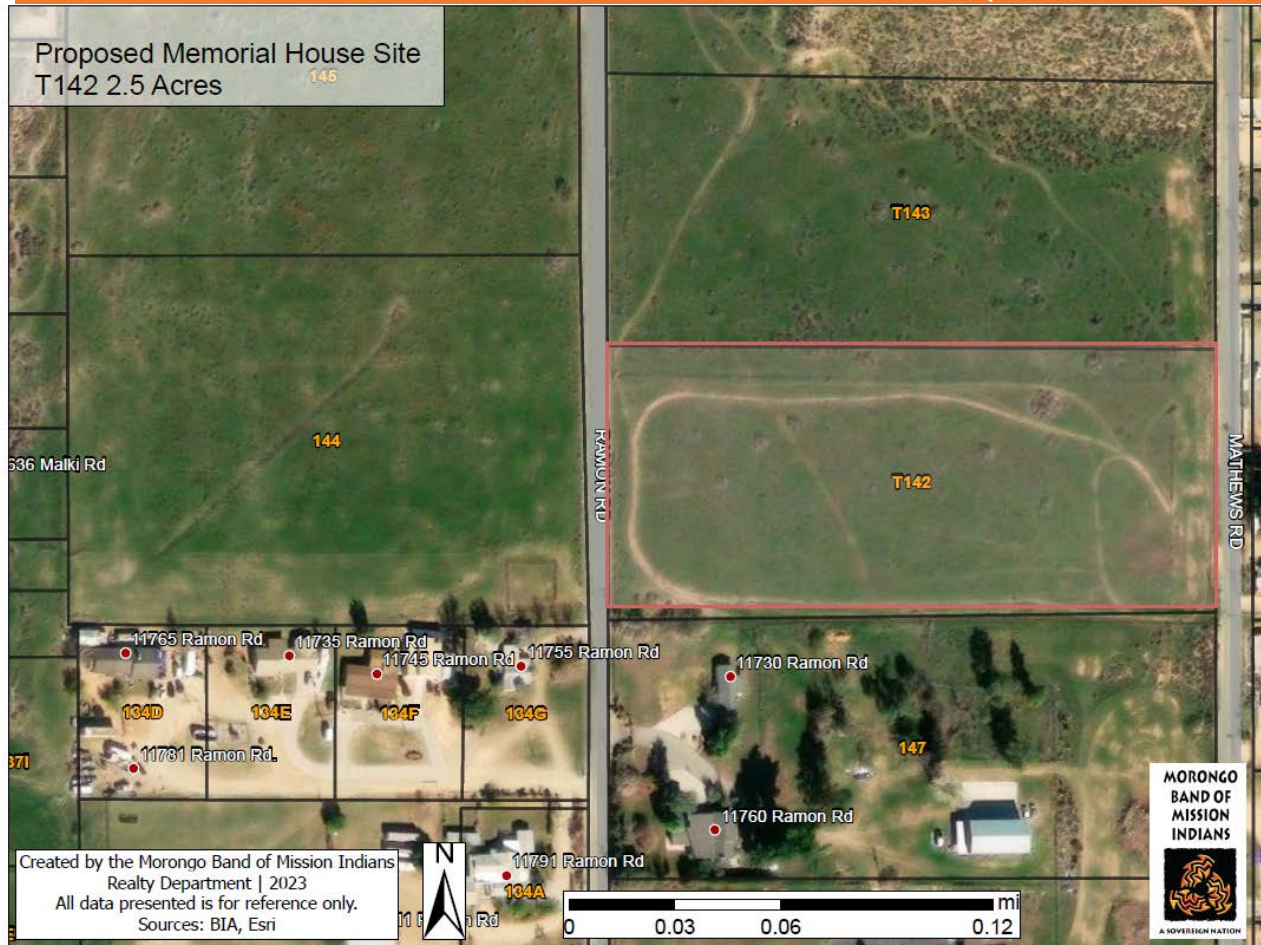 Proposed Memorial House Site
T142 2.5 Acres
145
T143
144
636 Malki Rd
RAMON RD
T142
MATHEWS RD
11765 Ramon Rd
11735 Ramon Rd
11745 Ramon Rd
11755 Ramon Rd
11730 Ramon Rd
134D
134E
134F
134G
147
37I
11781 Ramon Rd.
11760 Ramon Rd
11791 Ramon Rd
134A
Rd
MORONGO
BAND OF
MISSION
INDIANS
A SOVEREIGN NATION
Created by the Morongo Band of Mission Indians
Realty Department | 2023
All data presented is for reference only.
Sources: BIA, Esri
N
mi
0 0.03 0.06 0.12